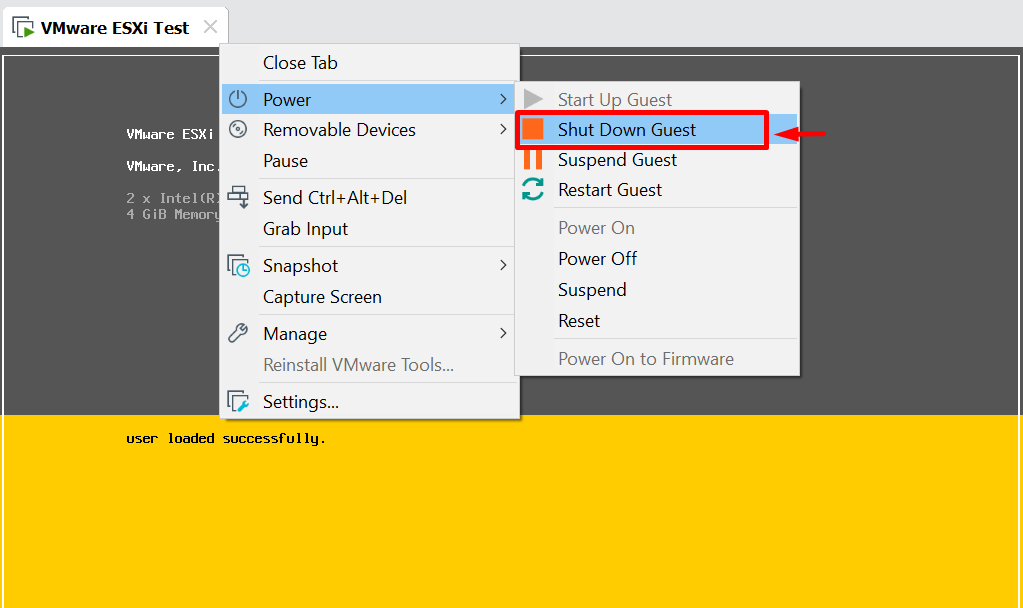 VMware ESXi Test
Close Tab
Power
Removable Devices
Pause
Send Ctrl+Alt+Del
Grab Input
Snapshot
Capture Screen
Manage
Reinstall VMware Tools...
Settings...
Start Up Guest
Shut Down Guest
Suspend Guest
Restart Guest
Power On
Power Off
Suspend
Reset
Power On to Firmware
VMware ESXi
VMware, Inc.
2 x Intel(R)
4 GiB Memory
user loaded successfully.